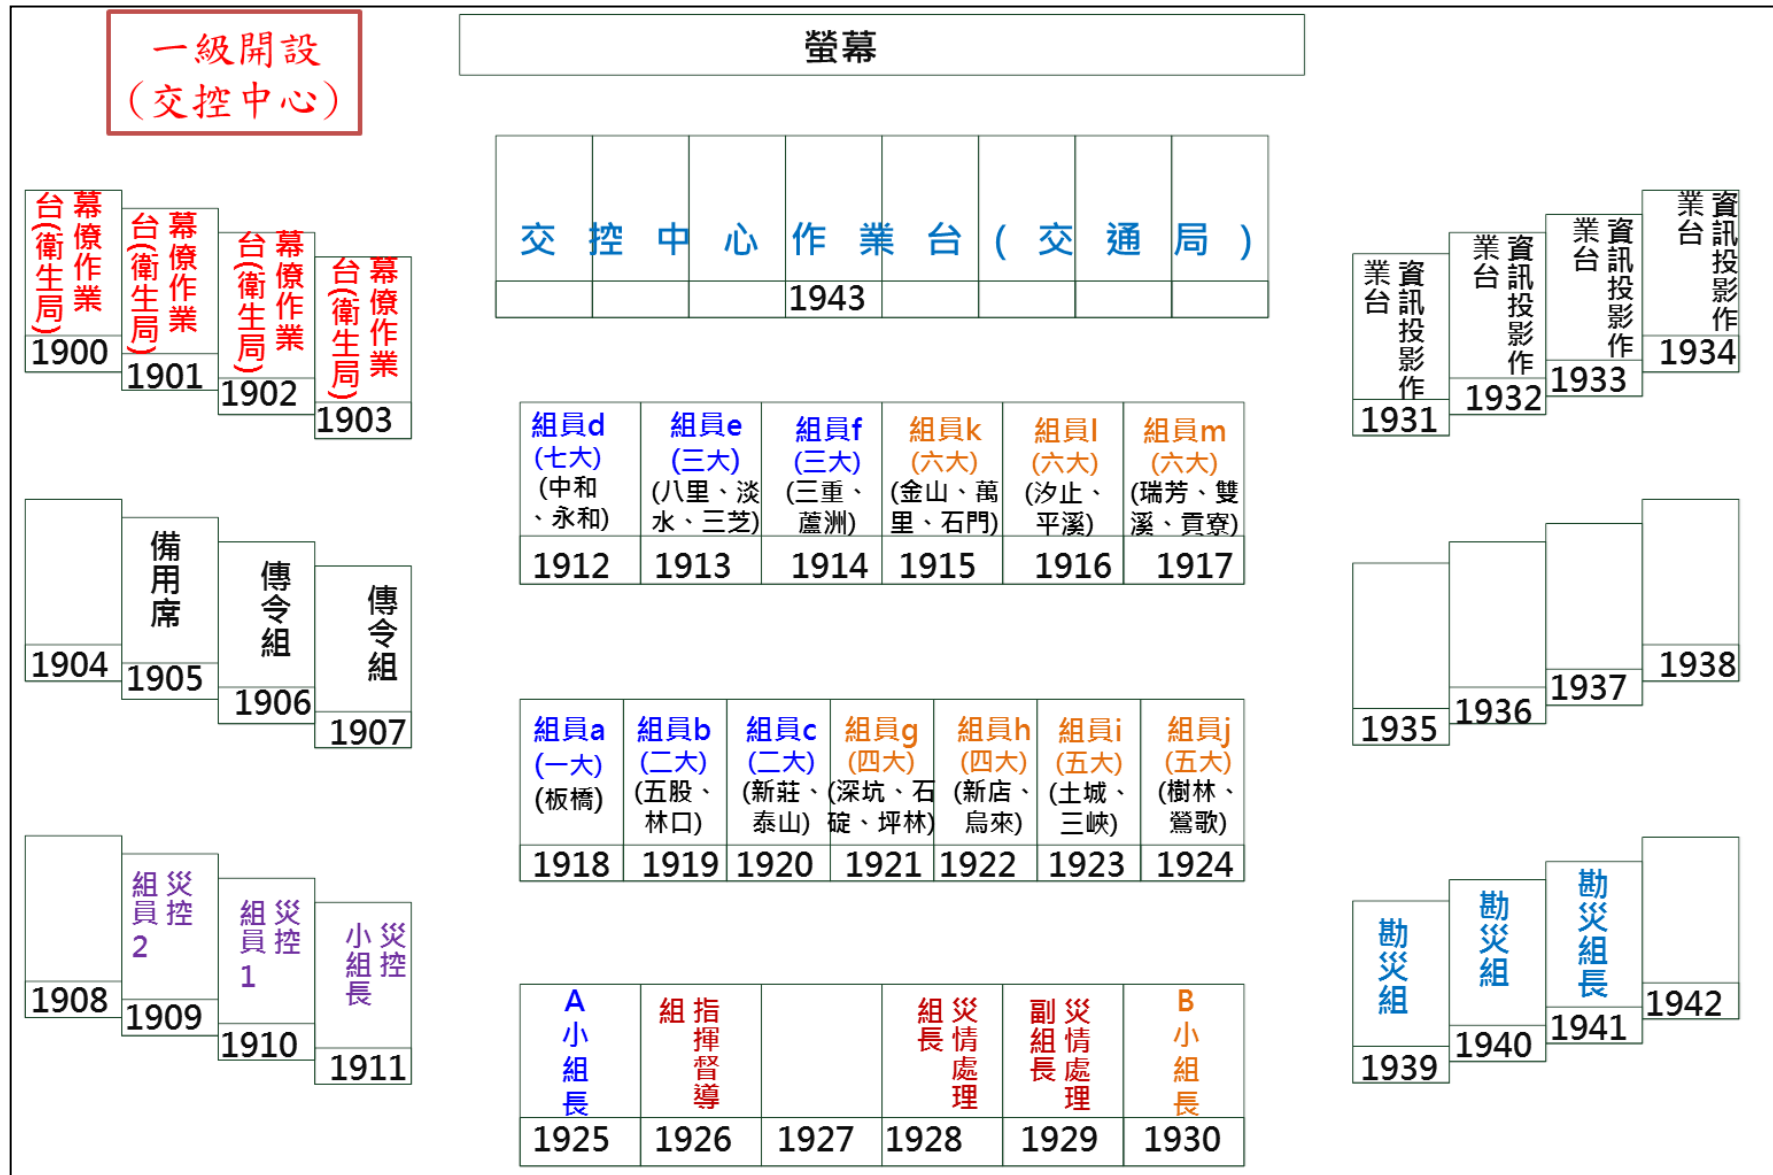 一級開設
（交控中心）
螢幕
交控中心作業台(交通局)
1943
幕僚作業
台(衛生局)
1900
幕僚作業
台(衛生局)
1901
幕僚作業
台(衛生局)
1902
幕僚作業
台(衛生局)
1903
資訊投影作
業台
1931
資訊投影作
業台
1932
資訊投影作
業台
1933
資訊投影作
業台
1934
組員d
(七大)
(中和
、永和)
1912
組員e
(三大)
(八里、淡
水、三芝)
1913
組員f
(三大)
(三重、
蘆洲)
1914
組員k
(六大)
(金山、萬
里、石門)
1915
組員l
(六大)
(汐止、
平溪)
1916
組員m
(六大)
(瑞芳、雙
溪、貢寮)
1917
1904
備用席
1905
傳令組
1906
傳令組
1907
1935
1936
1937
1938
組員a
(一大)
(板橋)
1918
組員b
(二大)
(五股、
林口)
1919
組員c
(二大)
(新莊、
泰山)
1920
組員g
(四大)
(深坑、石
碇、坪林)
1921
組員h
(四大)
(新店、
烏來)
1922
組員i
(五大)
(土城、
三峽)
1923
組員j
(五大)
(樹林、
鶯歌)
1924
1908
災控
組員2
1909
災控
組員1
1910
災控
小組長
1911
A小組長
1925
指揮督導
組
1926
1927
災情處理
組長
1928
災情處理
副組長
1929
B小組長
1930
勘災組
1939
勘災組
1940
勘災組長
1941
1942